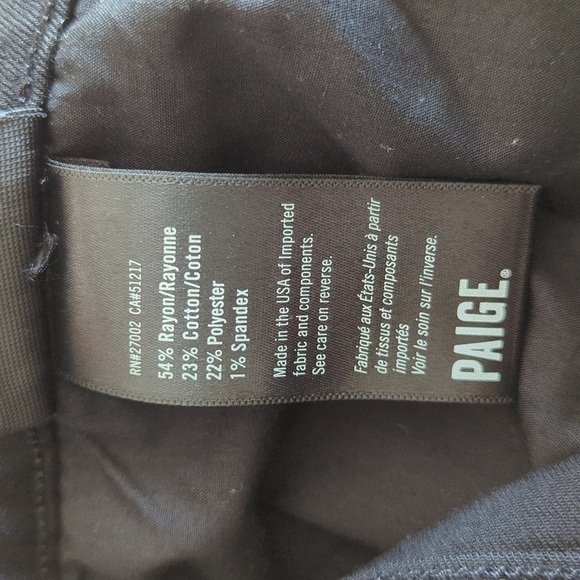 RN#27002 CA#51217
54% Rayon/Rayonne
23% Cotton/Coton
22% Polyester
1% Spandex
Made in the USA of Imported
fabric and components.
See care on reverse.
Fabriqué aux États-Unis à partir
de tissus et composants
importés
Voir le soin sur l'inverse.
PAIGE®